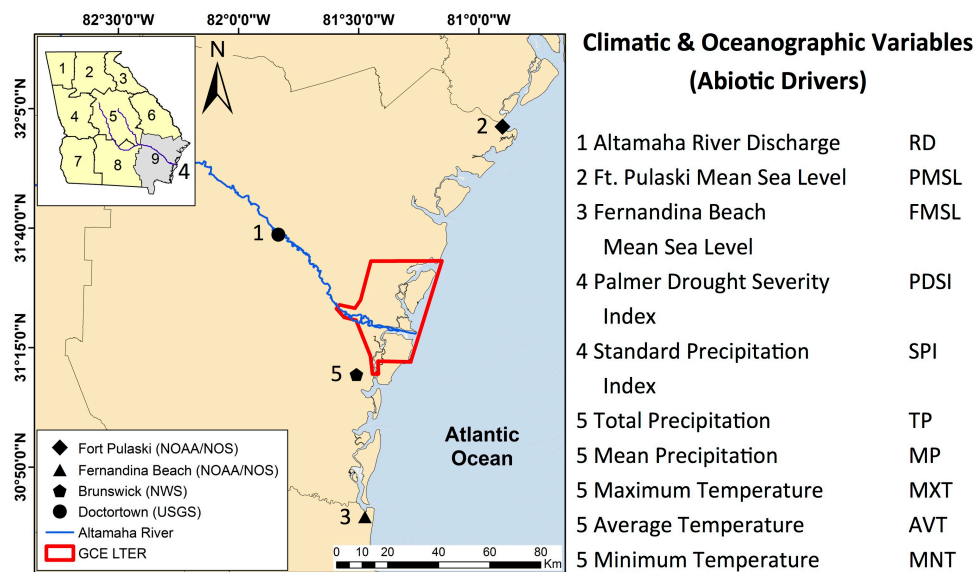 82°30'0"W
82°0'0"W
81°30'0"W
81°0'0"W
32°5'0"N
31°40'0"N
31°15'0"N
30°50'0"N
1
2
3
4
5
6
7
8
9
4
N
2
1
5
3
Atlantic
Ocean
Fort Pulaski (NOAA/NOS)
Fernandina Beach (NOAA/NOS)
Brunswick (NWS)
Doctortown (USGS)
Altamaha River
GCE LTER
0 10 20 40 60 80
Km
Climatic & Oceanographic Variables
(Abiotic Drivers)
1 Altamaha River Discharge RD
2 Ft. Pulaski Mean Sea Level PMSL
3 Fernandina Beach FMSL
Mean Sea Level
4 Palmer Drought Severity PDSI
Index
4 Standard Precipitation SPI
Index
5 Total Precipitation TP
5 Mean Precipitation MP
5 Maximum Temperature MXT
5 Average Temperature AVT
5 Minimum Temperature MNT